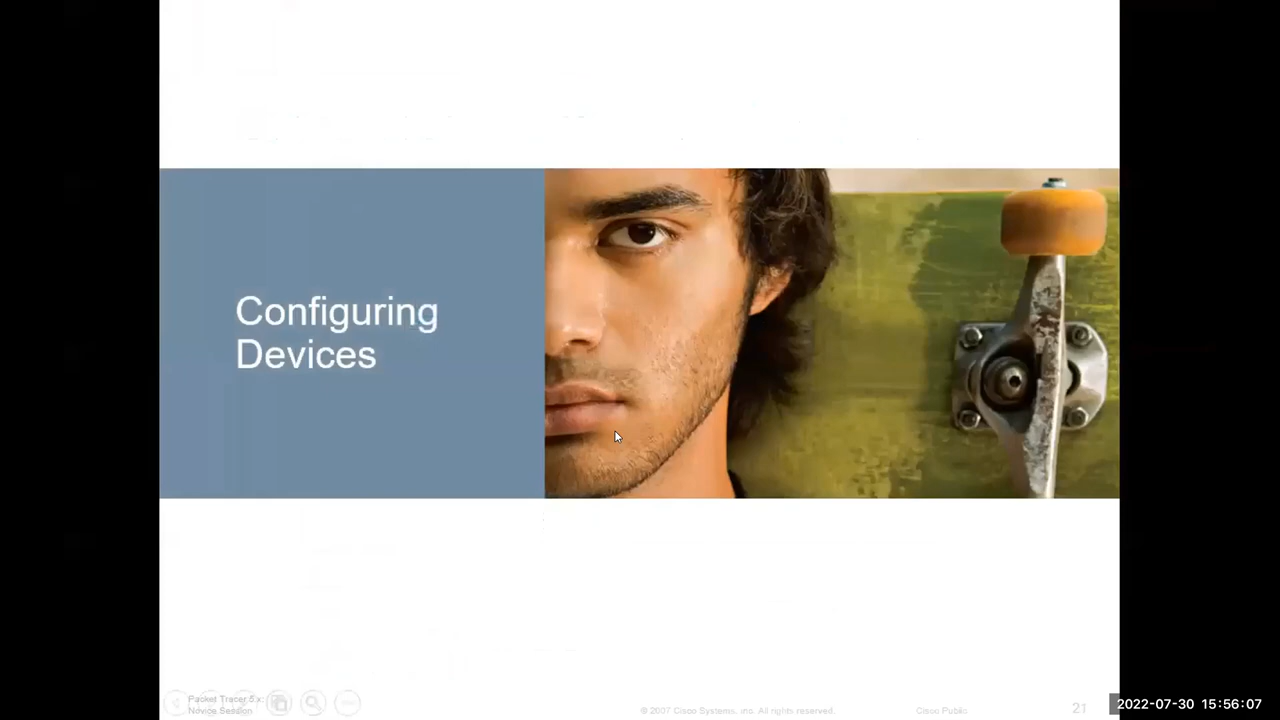 Configuring
Devices
Packet Tracer 5.x:
Novice Session
© 2007 Cisco Systems, Inc. All rights reserved.
Cisco Public
21
2022-07-30 15:56:07